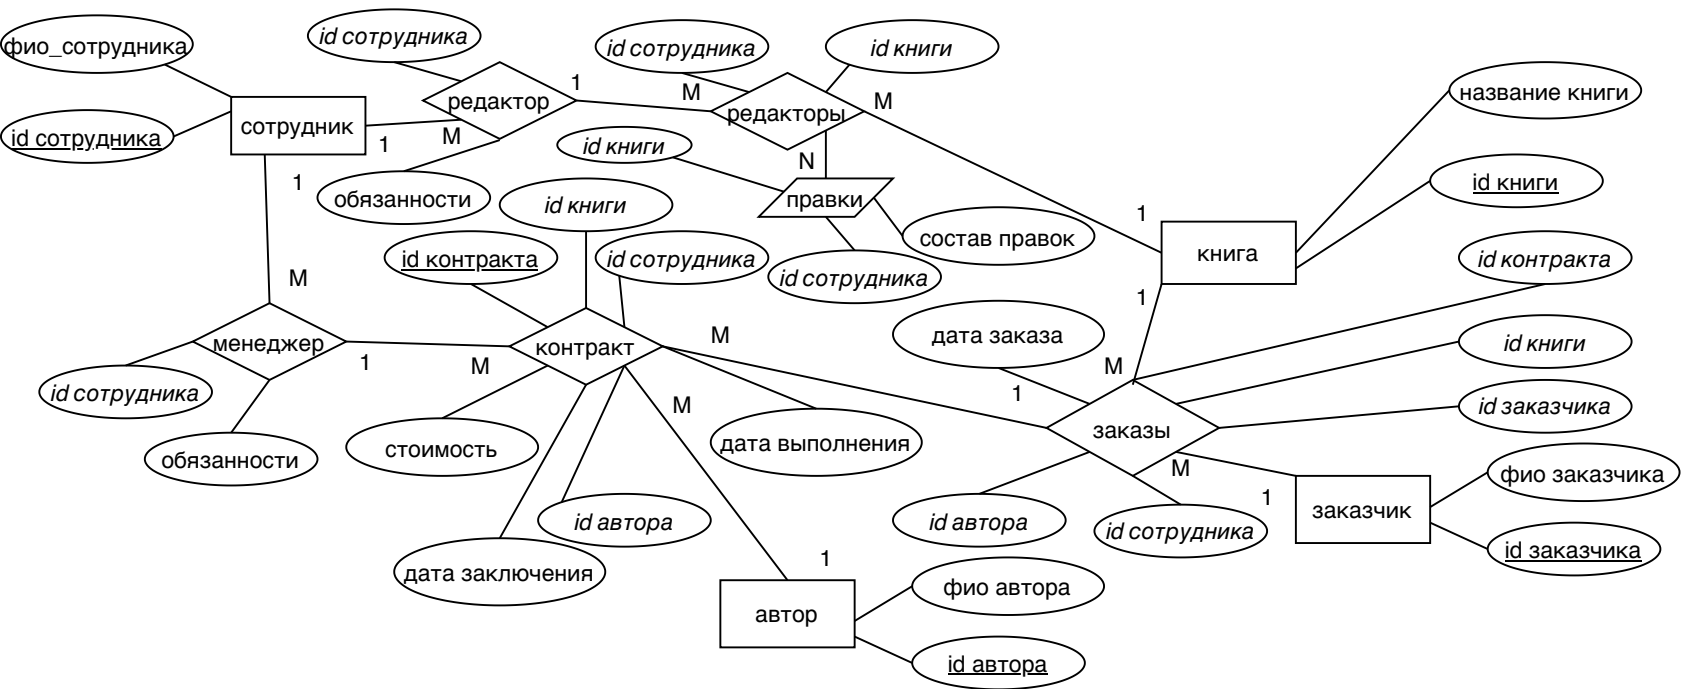 фио_сотрудника
id сотрудника
id сотрудника
id книги
редактор
1
М
М
редакторы
название книги
сотрудник
1
М
id сотрудника
id книги
N
id книги
1
обязанности
правки
id книги
1
состав правок
книга
id контракта
id контракта
id сотрудника
id сотрудника
М
1
дата заказа
id книги
менеджер
1
М
контракт
М
М
1
id сотрудника
М
id заказчика
заказы
обязанности
стоимость
дата выполнения
М
1
фио заказчика
заказчик
id автора
id автора
id сотрудника
id заказчика
дата заключения
1
фио автора
автор
id автора